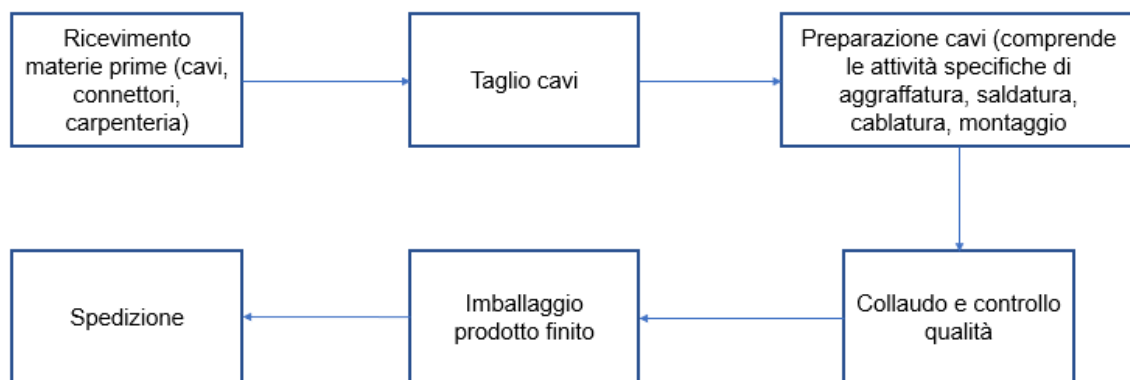 Ricevimento
materie prime (cavi,
connettori,
carpenteria)
Taglio cavi
Preparazione cavi (comprende
le attività specifiche di
aggraffatura, saldatura,
cablatura, montaggio
Collaudo e controllo
qualità
Imballaggio
prodotto finito
Spedizione